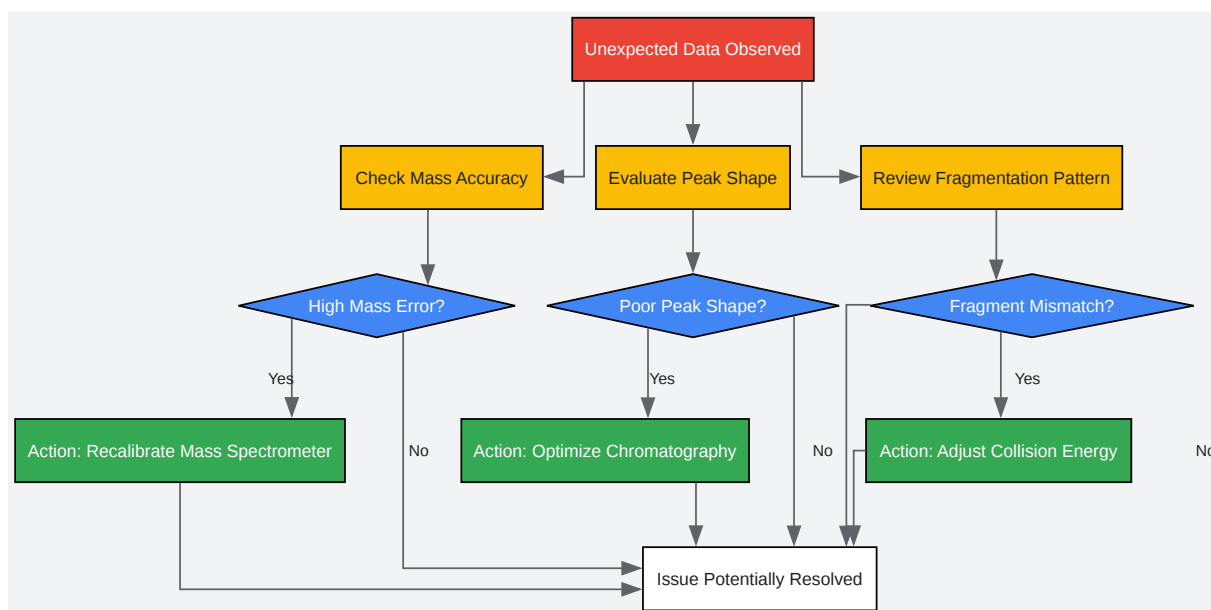 Unexpected Data Observed
Check Mass Accuracy
Evaluate Peak Shape
Review Fragmentation Pattern
High Mass Error?
Poor Peak Shape?
Fragment Mismatch?
Yes
Yes
Yes
Action: Recalibrate Mass Spectrometer
No
Action: Optimize Chromatography
No
Action: Adjust Collision Energy
No
Issue Potentially Resolved